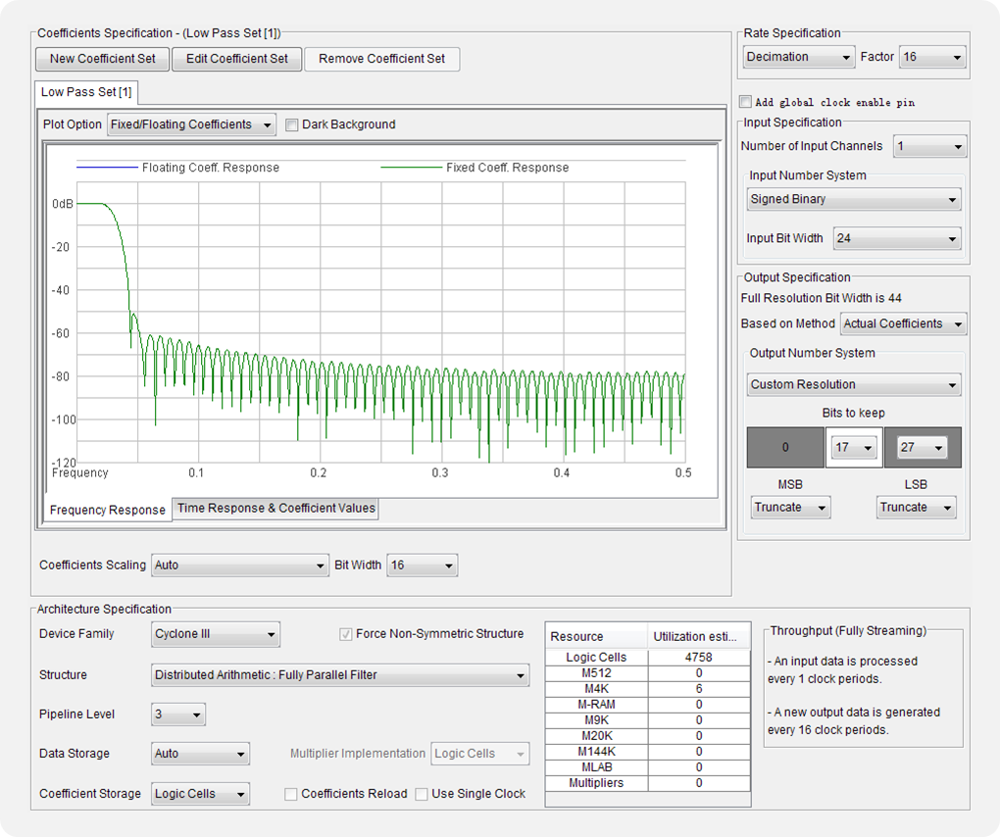 Coefficients Specification - (Low Pass Set [1])
New Coefficient Set
Edit Coefficient Set
Remove Coefficient Set
Low Pass Set [1]
Plot Option
Fixed/Floating Coefficients
Dark Background
Floating Coeff. Response
Fixed Coeff. Response
0dB
-20
-40
-60
-80
-100
-120
Frequency
0.1
0.2
0.3
0.4
0.5
Frequency Response
Time Response & Coefficient Values
Coefficients Scaling
Auto
Bit Width
16
Rate Specification
Decimation
Factor
16
Add global clock enable pin
Input Specification
Number of Input Channels
1
Input Number System
Signed Binary
Input Bit Width
24
Output Specification
Full Resolution Bit Width is 44
Based on Method
Actual Coefficients
Output Number System
Custom Resolution
Bits to keep
0
17
27
MSB
LSB
Truncate
Truncate
Architecture Specification
Device Family
Cyclone III
Force Non-Symmetric Structure
Structure
Distributed Arithmetic : Fully Parallel Filter
Pipeline Level
3
Data Storage
Auto
Multiplier Implementation
Logic Cells
Coefficient Storage
Logic Cells
Coefficients Reload
Use Single Clock
Resource
Utilization esti...
Logic Cells
4758
M512
0
M4K
6
M-RAM
0
M9K
0
M20K
0
M144K
0
MLAB
0
Multipliers
0
Throughput (Fully Streaming)
- An input data is processed
every 1 clock periods.
- A new output data is generated
every 16 clock periods.